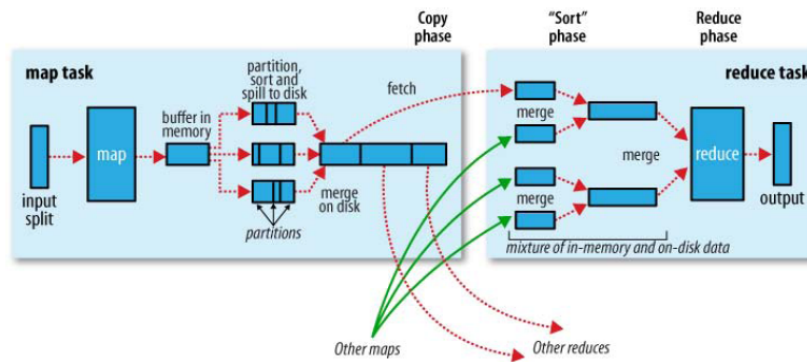 Copy
phase
"Sort"
phase
Reduce
phase
map task
partition,
sort and
spill to disk
fetch
reduce task
buffer in
memory
merge
map
merge
reduce
input
split
merge
on disk
merge
output
partitions
mixture of in-memory and on-disk data
Other maps
Other reduces